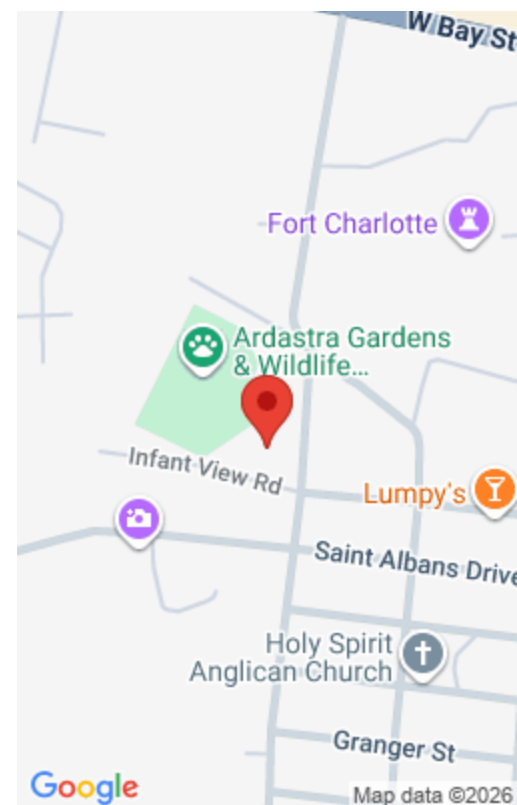 W Bay St
Fort Charlotte
Ardastra Gardens
& Wildlife...
Infant View Rd
Lumpy's
Saint Albans Drive
Holy Spirit
Anglican Church
Granger St
Google
Map data ©2026